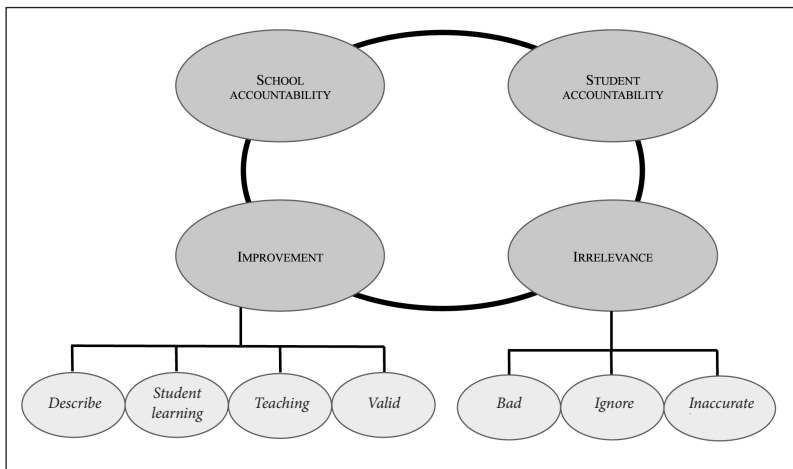 SCHOOL
ACCOUNTABILITY
STUDENT
ACCOUNTABILITY
IMPROVEMENT
IRRELEVANCE
Describe
Student
learning
Teaching
Valid
Bad
Ignore
Inaccurate